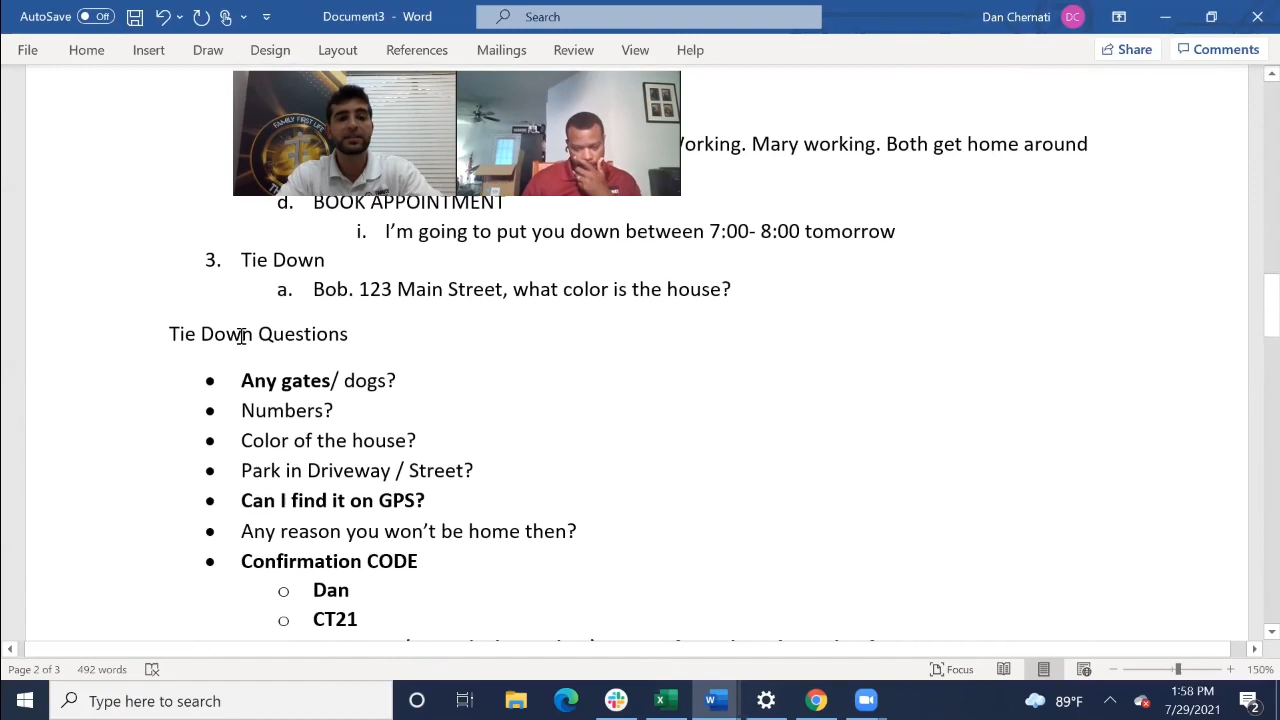 AutoSave Off Document3 - Word Search Dan Chernati DC
File Home Insert Draw Design Layout References Mailings Review View Help Share Comments
FAMILY FIRST LIFE
Working. Mary working. Both get home around
d. BOOK APPOINTMENT
i. I’m going to put you down between 7:00- 8:00 tomorrow
3. Tie Down
a. Bob. 123 Main Street, what color is the house?
Tie Down Questions
• Any gates/ dogs?
• Numbers?
• Color of the house?
• Park in Driveway / Street?
• Can I find it on GPS?
• Any reason you won’t be home then?
• Confirmation CODE
o Dan
o CT21
Page 2 of 3 492 words Focus 150%
Type here to search 89°F 1:58 PM
7/29/2021 2